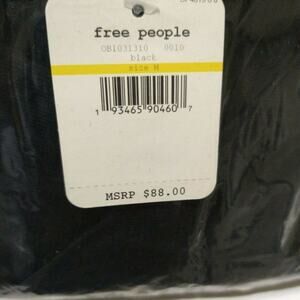 free people
OB1031310 0010
black
size M
1 93465 90460 7
MSRP $88.00